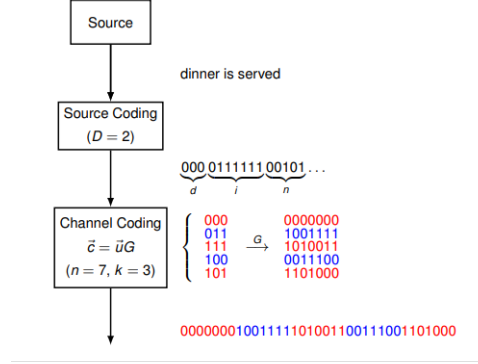 Source
dinner is served
Source Coding
(D = 2)
000 0111111 00101 ...
d i n
Channel Coding
c⃗ = u⃗G
(n = 7, k = 3)
000 0000000
011 1001111
111 G→ 1010011
100 0011100
101 1101000
00000001001111101001100111001101000